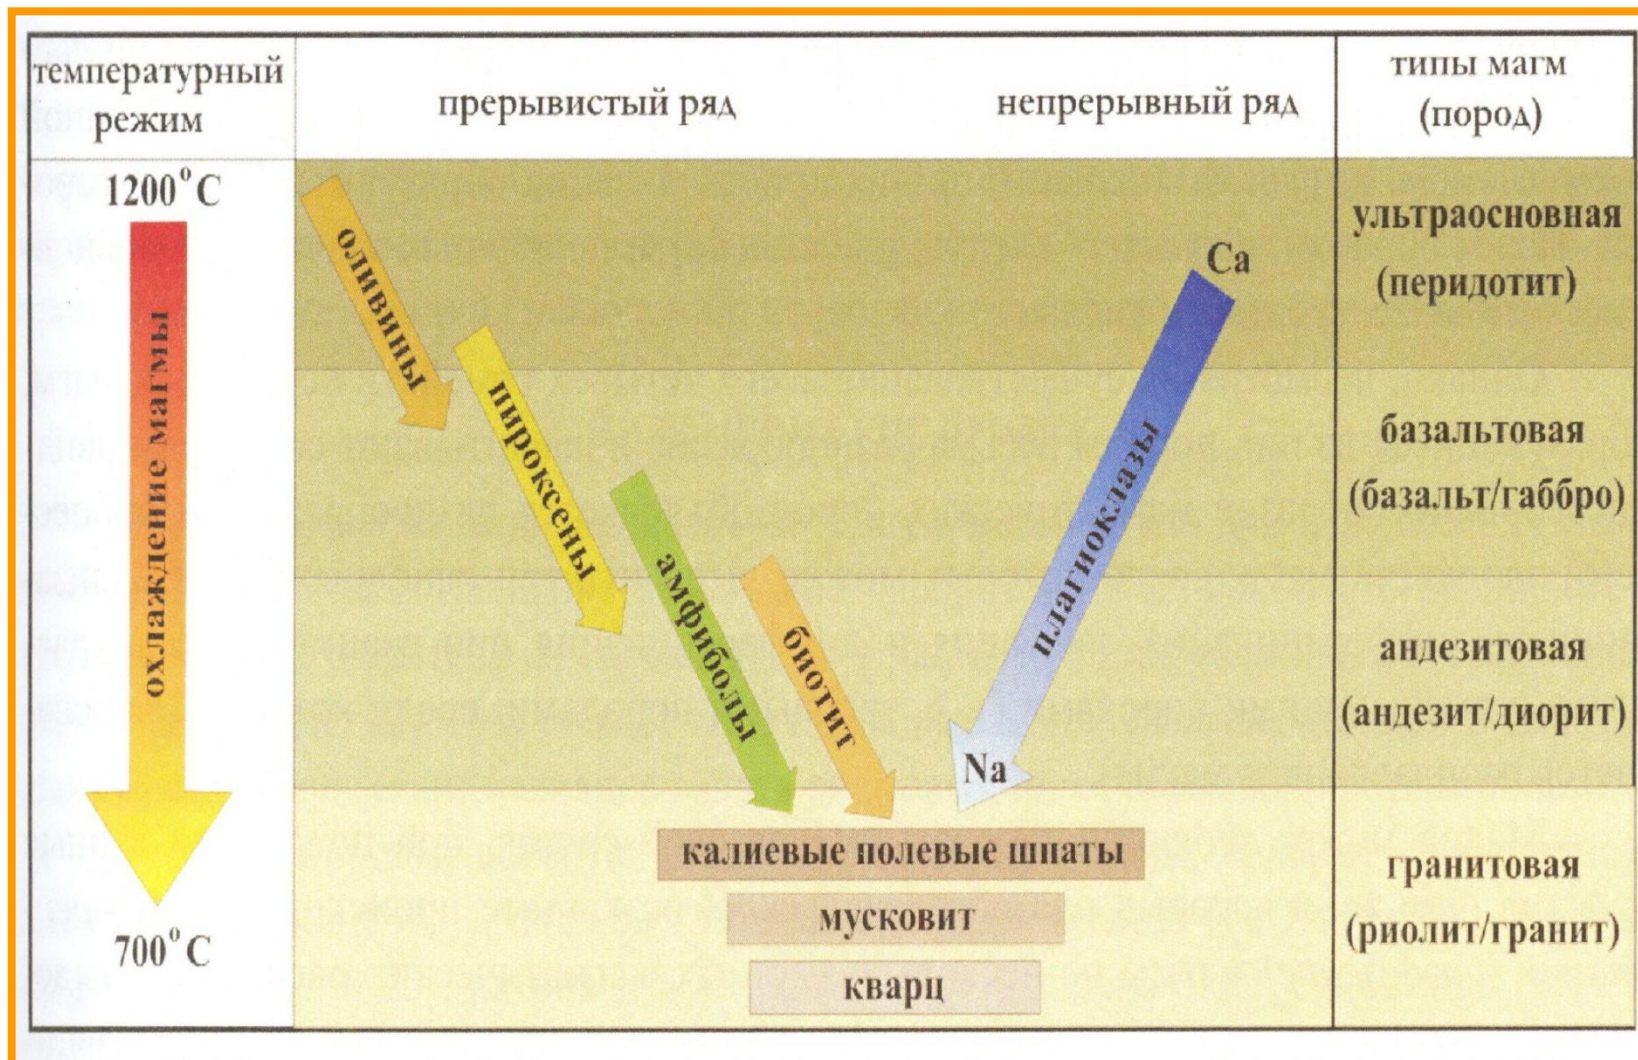 температурный
режим
прерывистый ряд
непрерывный ряд
типы магм
(пород)
1200° C
охлаждение магмы
700° C
оливины
пироксены
амфиболы
биотит
Ca
плагиоклазы
Na
калиевые полевые шпаты
мусковит
кварц
ультраосновная
(перидотит)
базальтовая
(базальт/габбро)
андезитовая
(андезит/диорит)
гранитовая
(риолит/гранит)